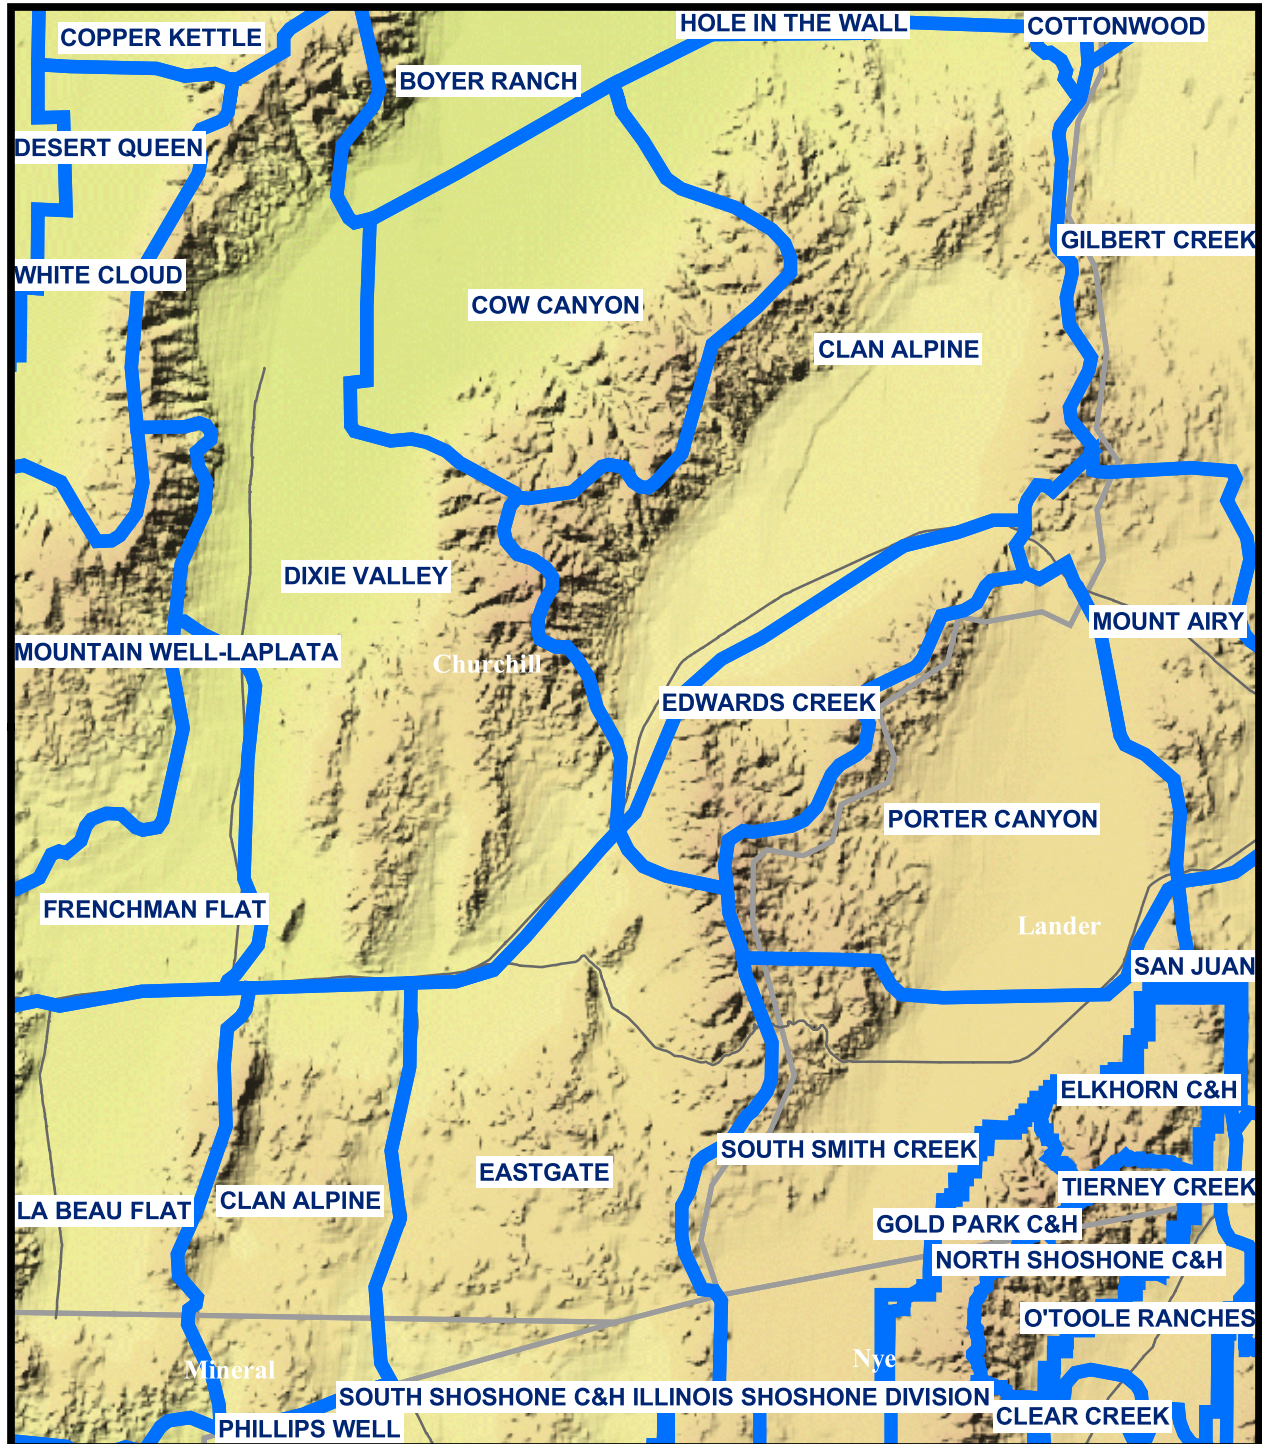 HOLE IN THE WALL
COTTONWOOD
COPPER KETTLE
BOYER RANCH
DESERT QUEEN
GILBERT CREEK
WHITE CLOUD
COW CANYON
CLAN ALPINE
DIXIE VALLEY
MOUNT AIRY
MOUNTAIN WELL-LAPLATA
Churchill
EDWARDS CREEK
PORTER CANYON
FRENCHMAN FLAT
Lander
SAN JUAN
ELKHORN C&H
SOUTH SMITH CREEK
EASTGATE
TIERNEY CREEK
CLAN ALPINE
LA BEAU FLAT
GOLD PARK C&H
NORTH SHOSHONE C&H
O'TOOLE RANCHES
Nye
Mineral
SOUTH SHOSHONE C&H ILLINOIS SHOSHONE DIVISION
CLEAR CREEK
PHILLIPS WELL